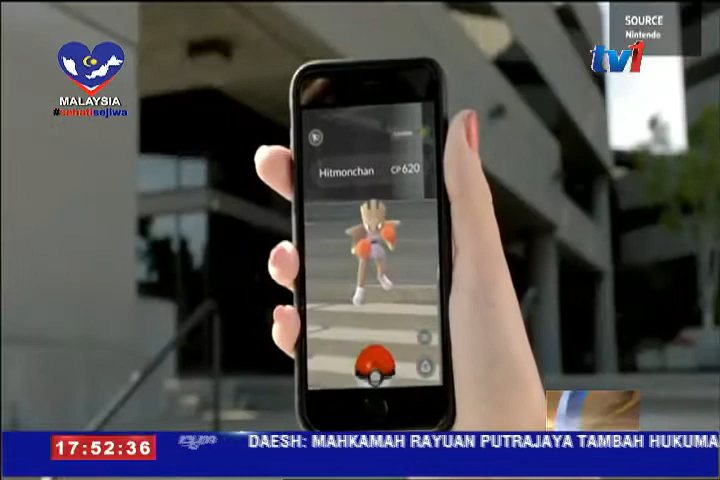 SOURCE
Nintendo
tv1
MALAYSIA
#sehatisejiwa
Hitmonchan CP620
17:52:36
DAESH: MAHKAMAH RAYUAN PUTRAJAYA TAMBAH HUKUMA